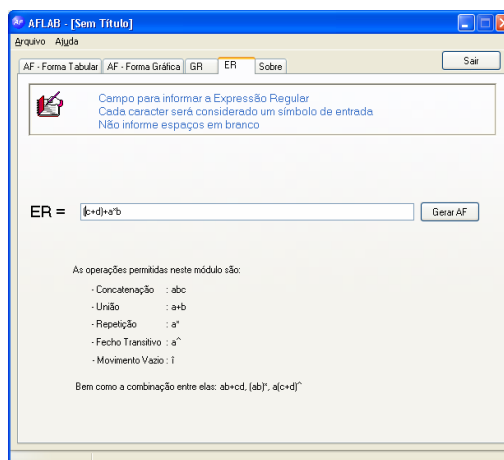 AFLAB - [Sem Título]
Arquivo Ajuda
AF - Forma Tabular AF - Forma Gráfica GR ER Sobre
Sair
Campo para informar a Expressão Regular
Cada caracter será considerado um símbolo de entrada
Não informe espaços em branco
ER = (c+d)+a*b Gerar AF
As operações permitidas neste módulo são:
- Concatenação : abc
- União : a+b
- Repetição : a*
- Fecho Transitivo : a^
- Movimento Vazio : î
Bem como a combinação entre elas: ab+cd, (ab)*, a(c+d)^